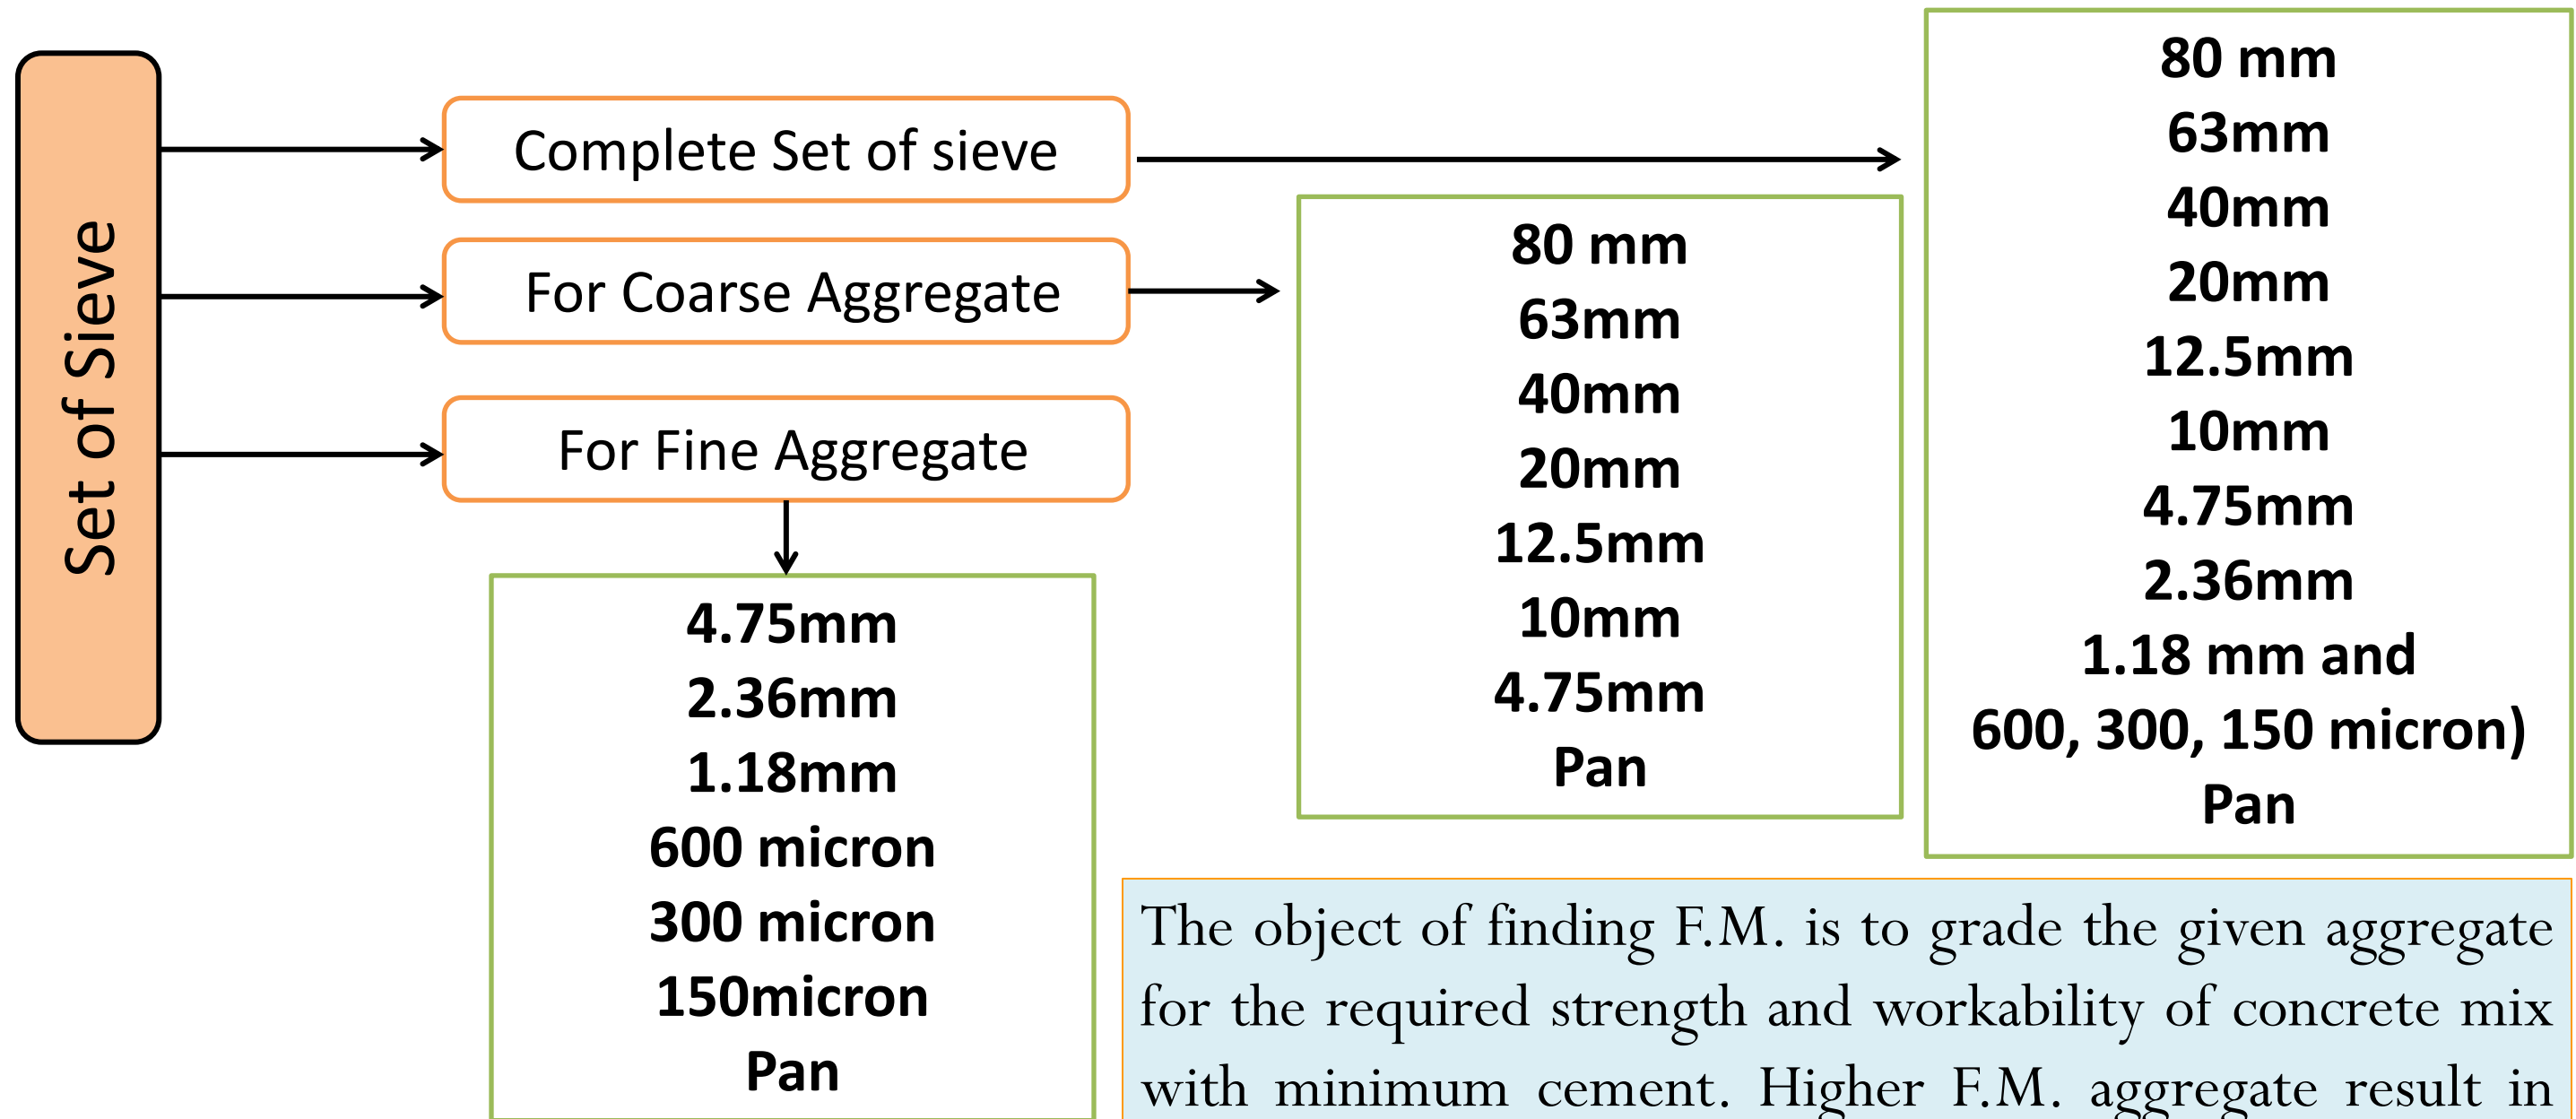 Set of Sieve
Complete Set of sieve
For Coarse Aggregate
For Fine Aggregate
4.75mm
2.36mm
1.18mm
600 micron
300 micron
150micron
Pan
80 mm
63mm
40mm
20mm
12.5mm
10mm
4.75mm
Pan
80 mm
63mm
40mm
20mm
12.5mm
10mm
4.75mm
2.36mm
1.18 mm and
600, 300, 150 micron)
Pan
The object of finding F.M. is to grade the given aggregate
for the required strength and workability of concrete mix
with minimum cement. Higher F.M. aggregate result in